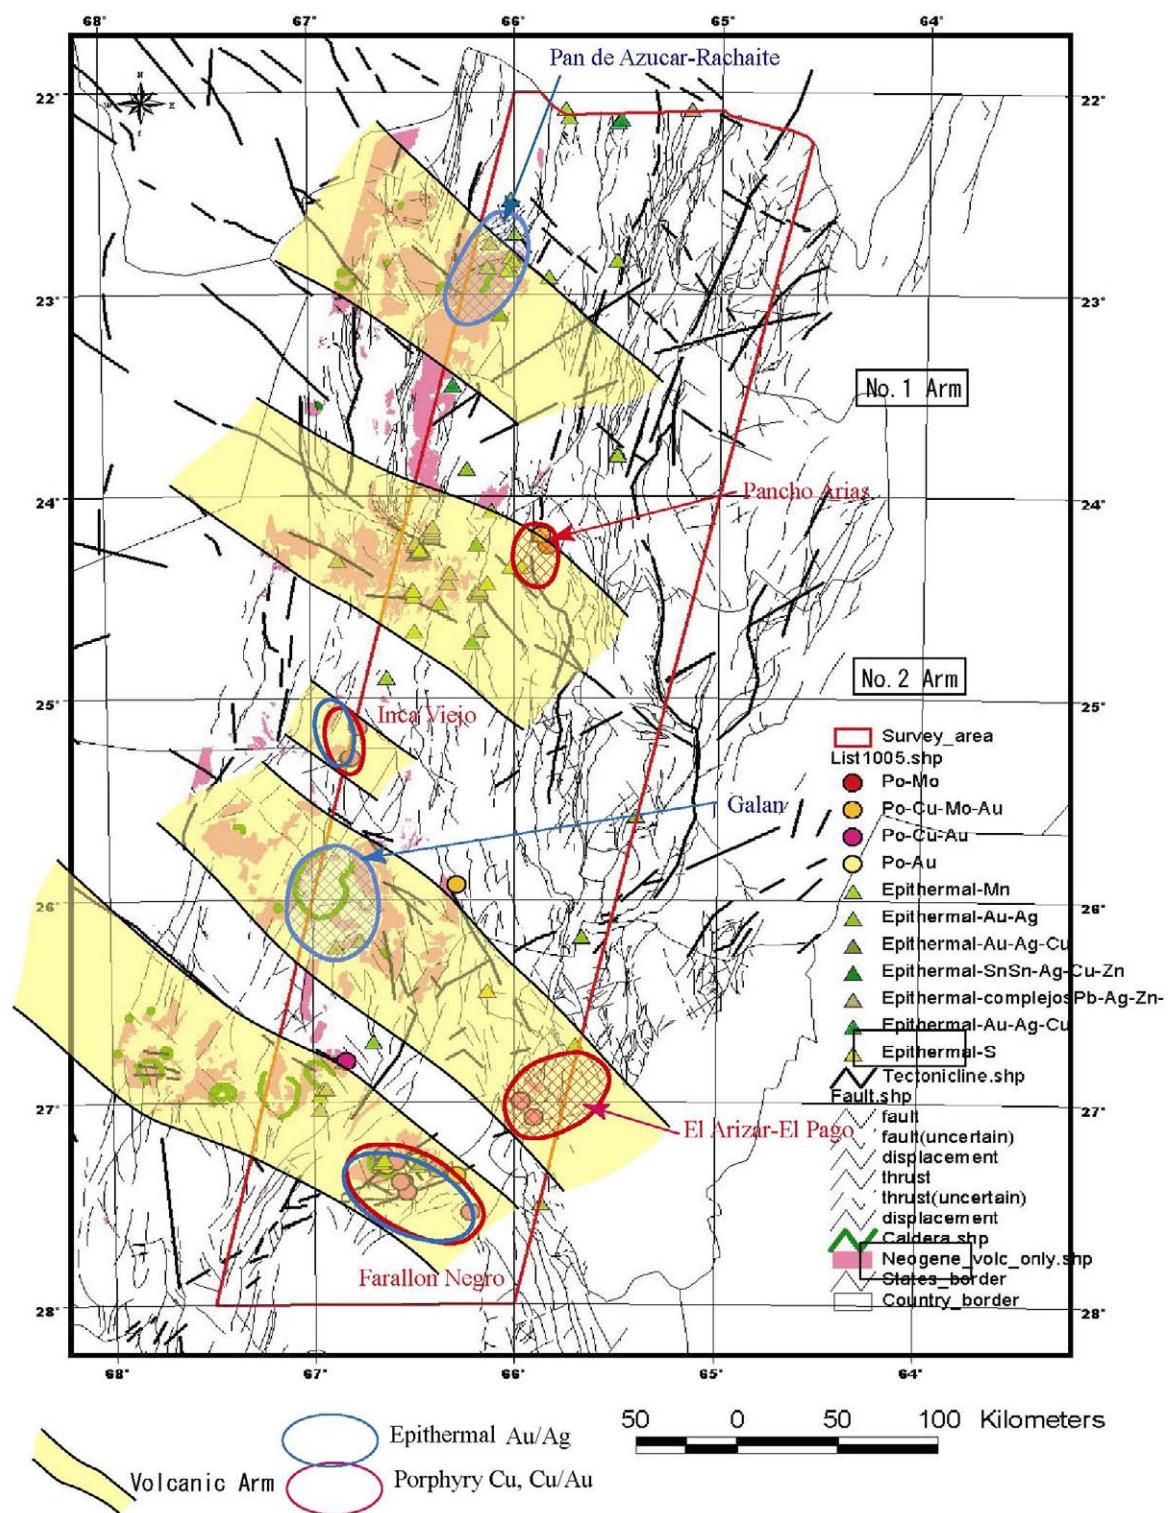 68° 67° 66° 65° 64°
Pan de Azucar-Rachaite
N
22° 22°
23° 23°
No.1 Arm
24° 24°
Pancho Arias
No.2 Arm
25° 25°
Inca Viejo
Survey_area
List1005.shp
Po-Mo
Galan
Po-Cu-Mo-Au
Po-Cu-Au
Po-Au
Epithermal-Mn
26° 26°
Epithermal-Au-Ag
Epithermal-Au-Ag-Cu
Epithermal-SnSn-Ag-Cu-Zn
Epithermal-complejosPb-Ag-Zn-
Epithermal-Au-Ag-Cu
Epithermal-S
Tectonicline.shp
Fault.shp
27° 27°
fault
El Arizar-El Pago
fault(uncertain)
displacement
thrust
thrust(uncertain)
displacement
Caldera.shp
Farallon Negro
Neogene_volc_only.shp
States_border
Country_border
28° 28°
68° 67° 66° 65° 64°
50 0 50 100 Kilometers
Epithermal Au/Ag
Volcanic Arm
Porphyry Cu, Cu/Au